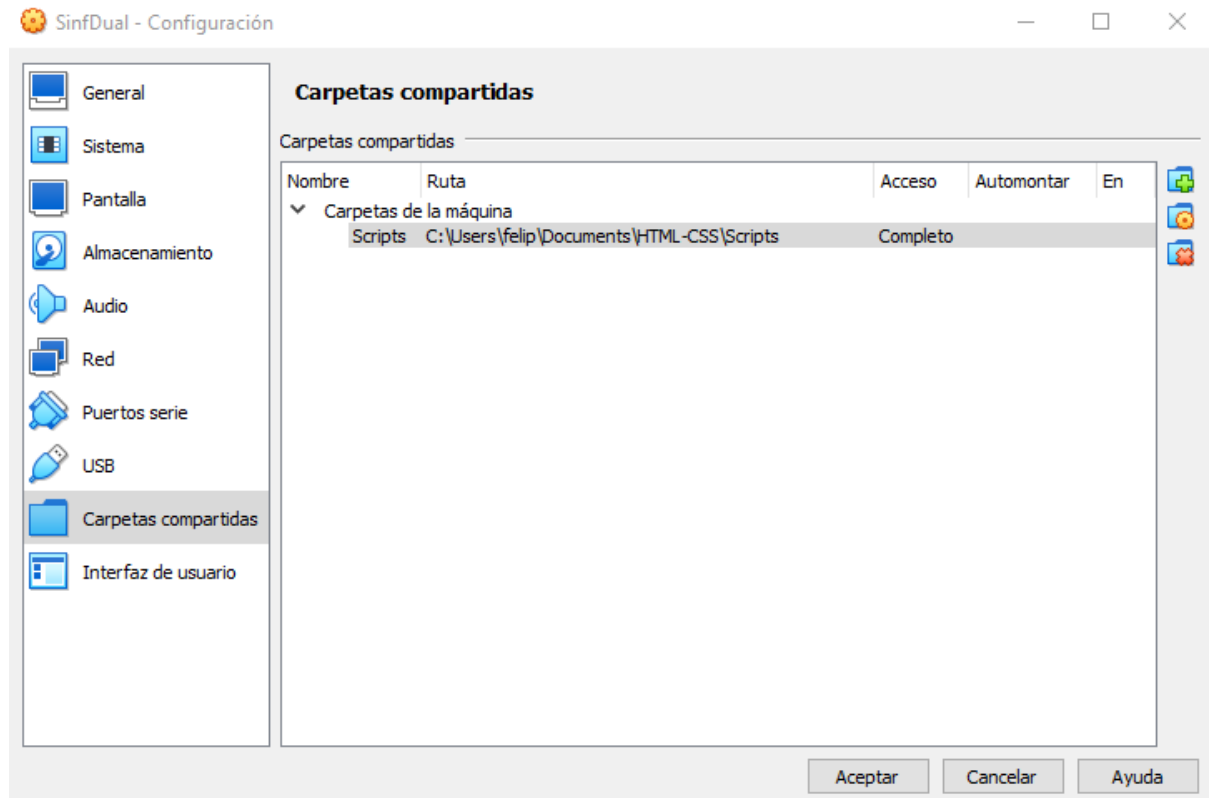 SinfDual - Configuración
General
Sistema
Pantalla
Almacenamiento
Audio
Red
Puertos serie
USB
Carpetas compartidas
Interfaz de usuario
Carpetas compartidas
Carpetas compartidas
Nombre Ruta Acceso Automontar En
Carpetas de la máquina
Scripts C:\Users\felip\Documents\HTML-CSS\Scripts Completo
Aceptar Cancelar Ayuda